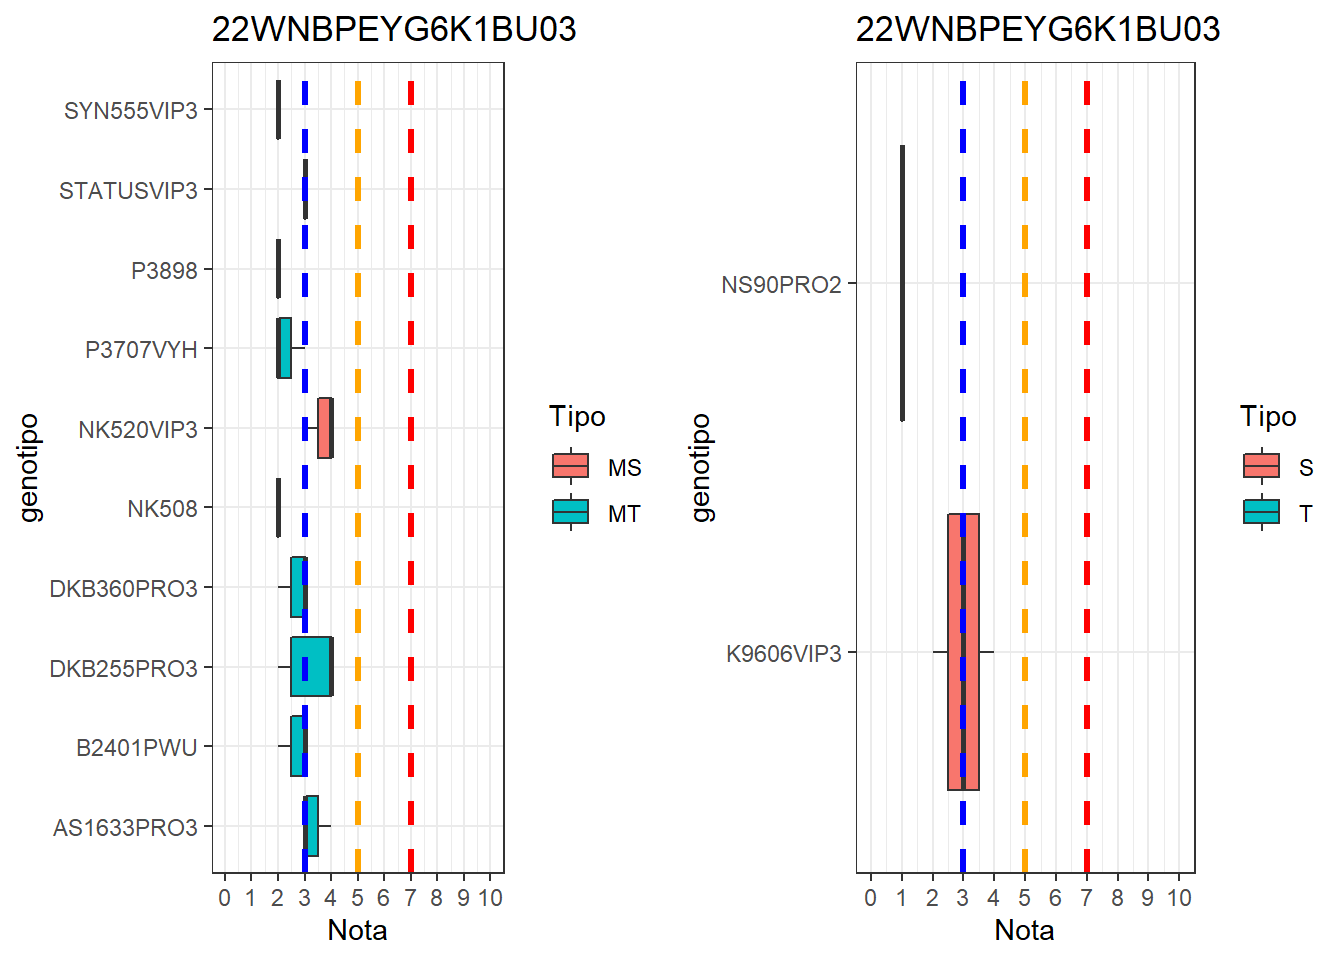 22WNBPEYG6K1BU03
SYN555VIP3
STATUSVIP3
P3898
P3707VYH
NK520VIP3
NK508
DKB360PRO3
DKB255PRO3
B2401PWU
AS1633PRO3
genotipo
0 1 2 3 4 5 6 7 8 9 10
Nota
Tipo
MS
MT
22WNBPEYG6K1BU03
NS90PRO2
K9606VIP3
genotipo
0 1 2 3 4 5 6 7 8 9 10
Nota
Tipo
S
T